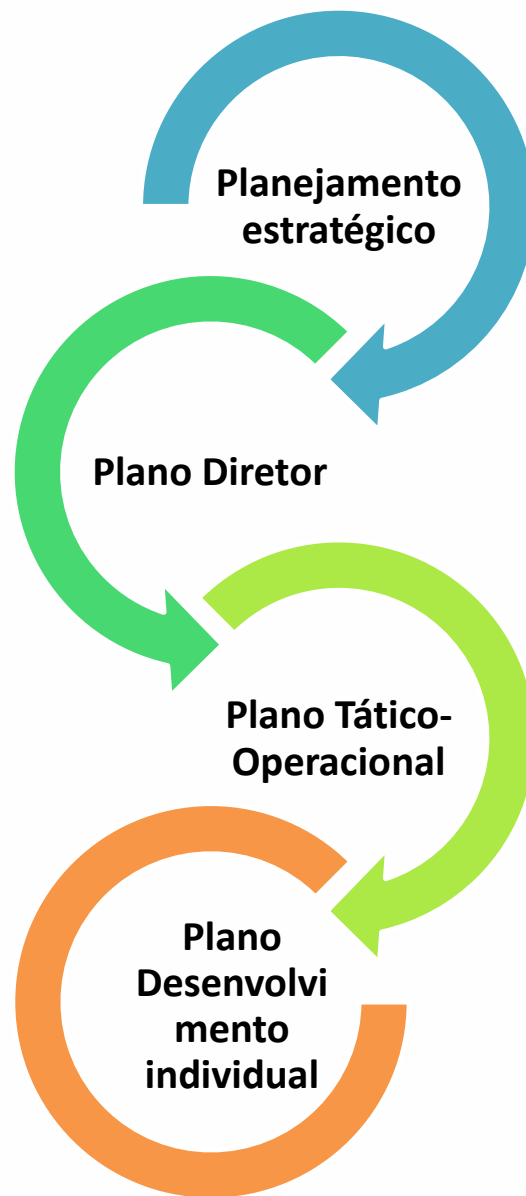 Planejamento
estratégico
Plano Diretor
Plano Tático-
Operacional
Plano
Desenvolvi
mento
individual